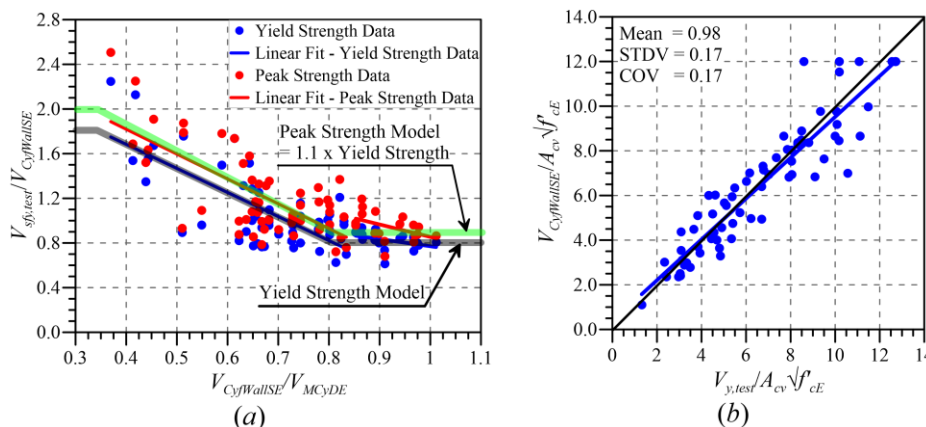 2.8
2.4
2.0
1.6
1.2
0.8
0.4
0.0
V_sfy,test/V_CyfWallSE
Yield Strength Data
Linear Fit - Yield Strength Data
Peak Strength Data
Linear Fit - Peak Strength Data
Peak Strength Model
= 1.1 x Yield Strength
Yield Strength Model
0.3 0.4 0.5 0.6 0.7 0.8 0.9 1 1.1
V_CyfWallSE/V_MCyDE
(a)
14.0
12.0
10.0
8.0
6.0
4.0
2.0
0.0
V_CyfWallSE/A_cv√f'_cE
Mean = 0.98
STDV = 0.17
COV = 0.17
0 2 4 6 8 10 12 14
V_y,test/A_cv√f'_cE
(b)